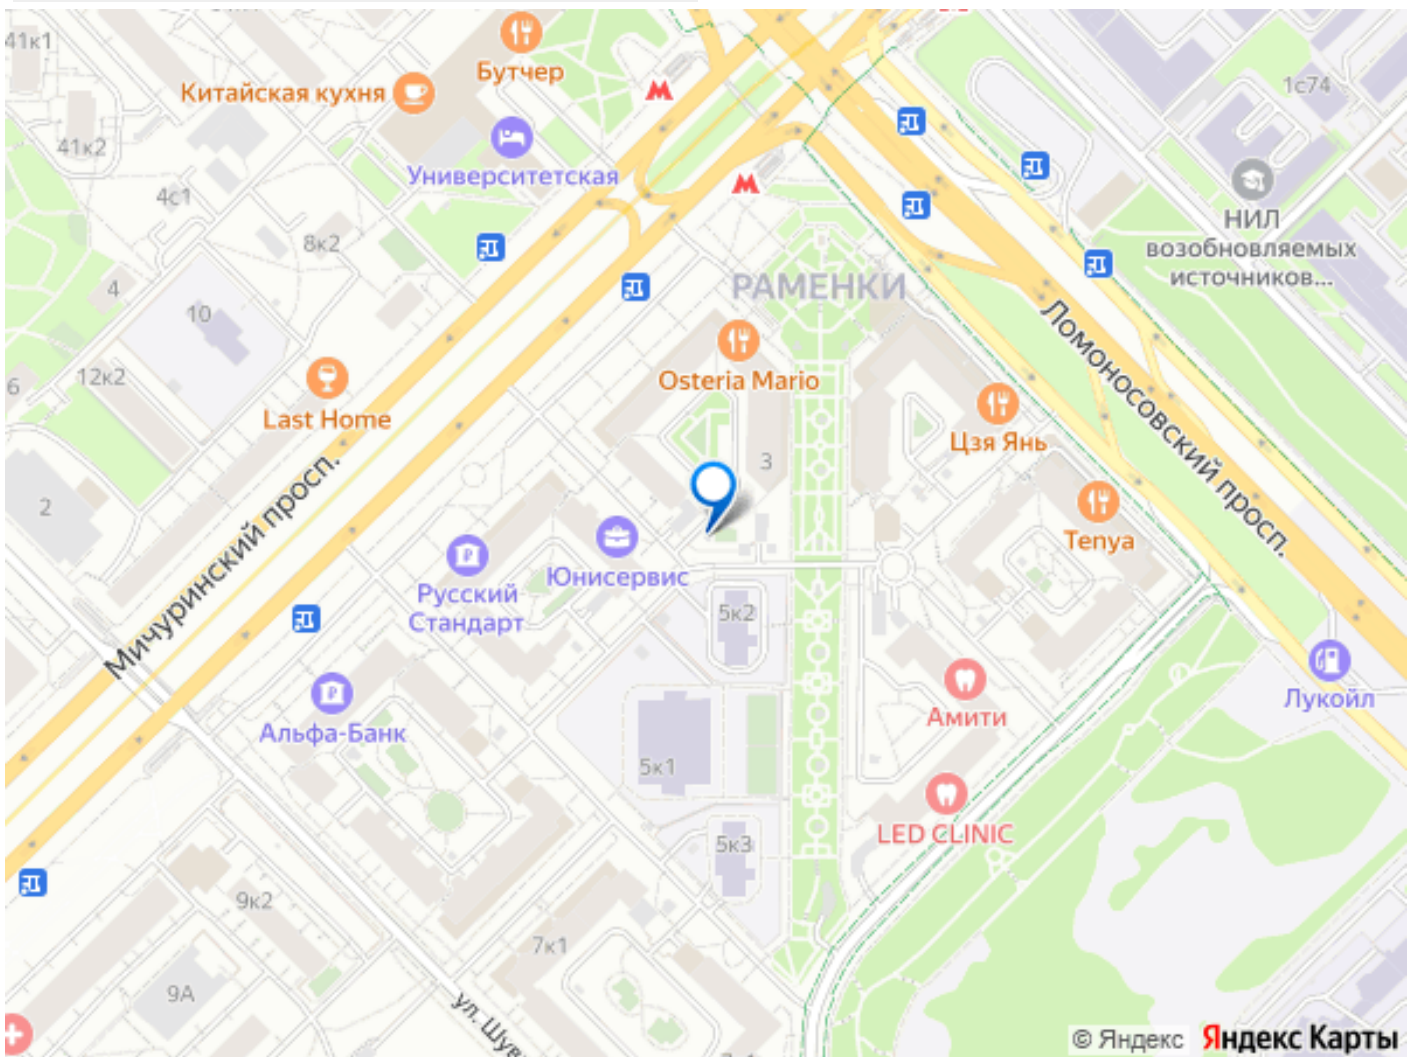 41к1
Бутчер
Китайская кухня
1с74
41к2
Университетская
4с1
НИЛ
возобновляемых
источников...
8к2
4
РАМЕНКИ
10
Ломоносовский просп.
12к2
6
Osteria Mario
Last Home
Цзя Янь
3
2
Мичуринский просп.
Tenya
Юнисервис
Русский
Стандарт
5к2
Лукойл
Амити
Альфа-Банк
5к1
LED CLINIC
5к3
9к2
7к1
9А
ул. Шув
© Яндекс Яндекс Карты